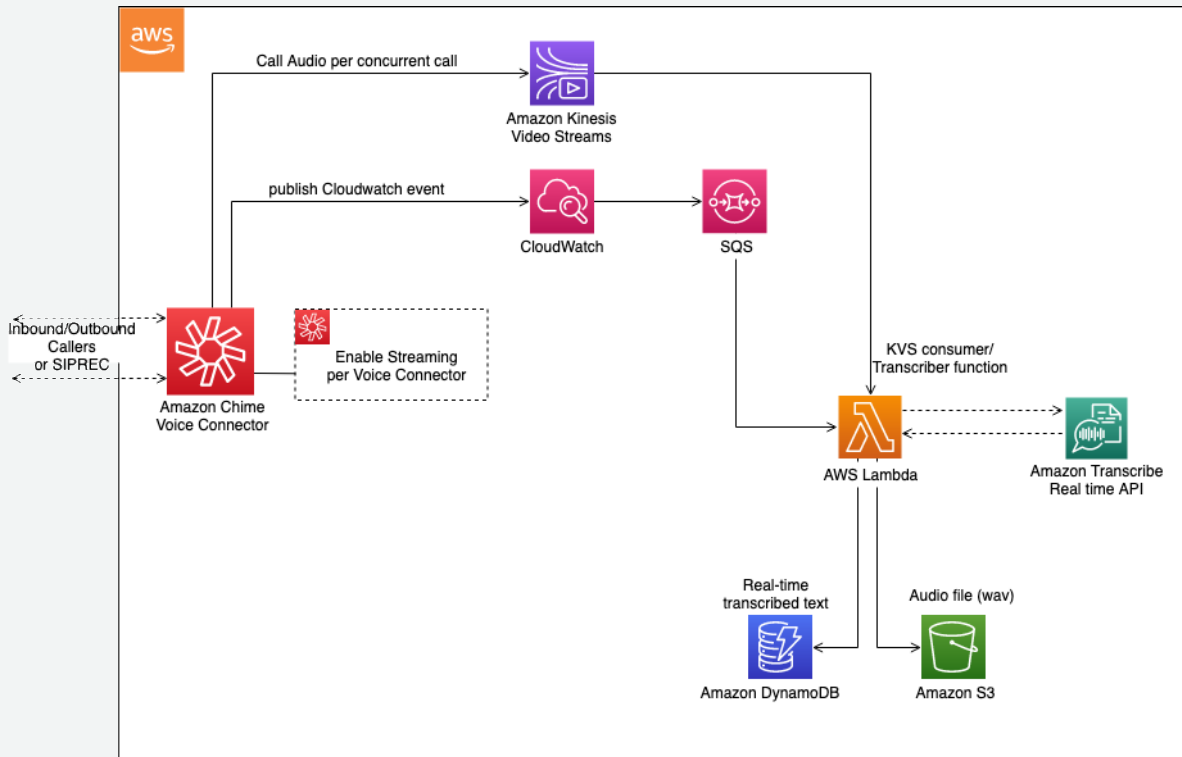 aws
Call Audio per concurrent call
Amazon Kinesis
Video Streams
publish Cloudwatch event
CloudWatch
SQS
Inbound/Outbound
Callers
or SIPREC
Enable Streaming
per Voice Connector
Amazon Chime
Voice Connector
KVS consumer/
Transcriber function
AWS Lambda
Amazon Transcribe
Real time API
Real-time
transcribed text
Audio file (wav)
Amazon DynamoDB
Amazon S3